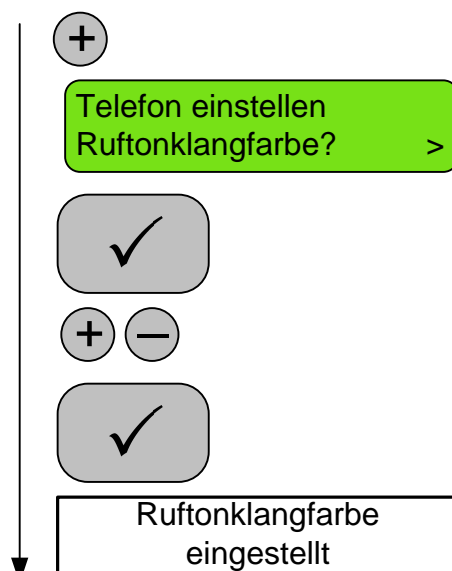 +
Telefon einstellen
Ruftonklangfarbe? >
✓
+ –
✓
Ruftonklangfarbe
eingestellt